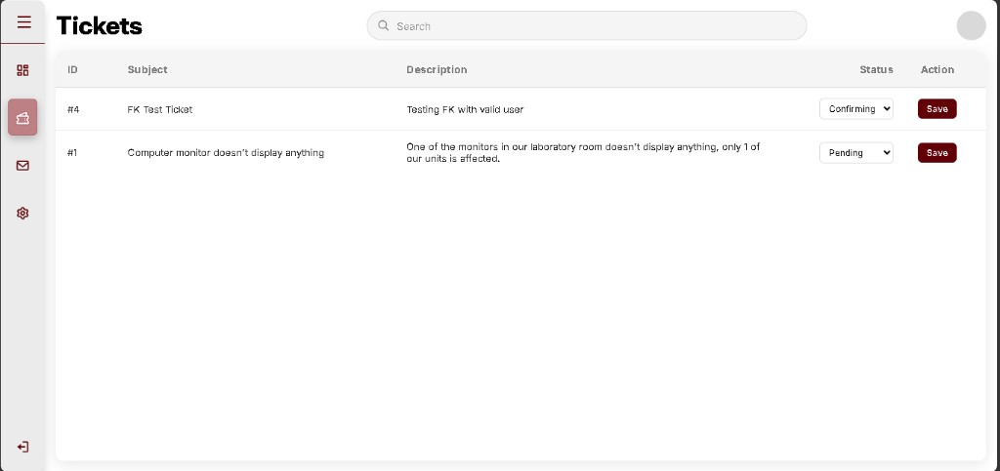 Tickets
Search
ID Subject Description Status Action
#4 FK Test Ticket Testing FK with valid user Confirming Save
#1 Computer monitor doesn't display anything One of the monitors in our laboratory room doesn't display anything, only 1 of
our units is affected. Pending Save